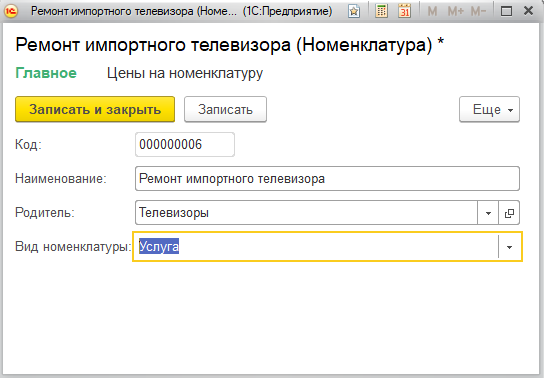 Ремонт импортного телевизора (Номе... (1С:Предприятие) M M+ M-
Ремонт импортного телевизора (Номенклатура) *
Главное Цены на номенклатуру
Записать и закрыть Записать Еще
Код: 000000006
Наименование: Ремонт импортного телевизора
Родитель: Телевизоры
Вид номенклатуры: Услуга